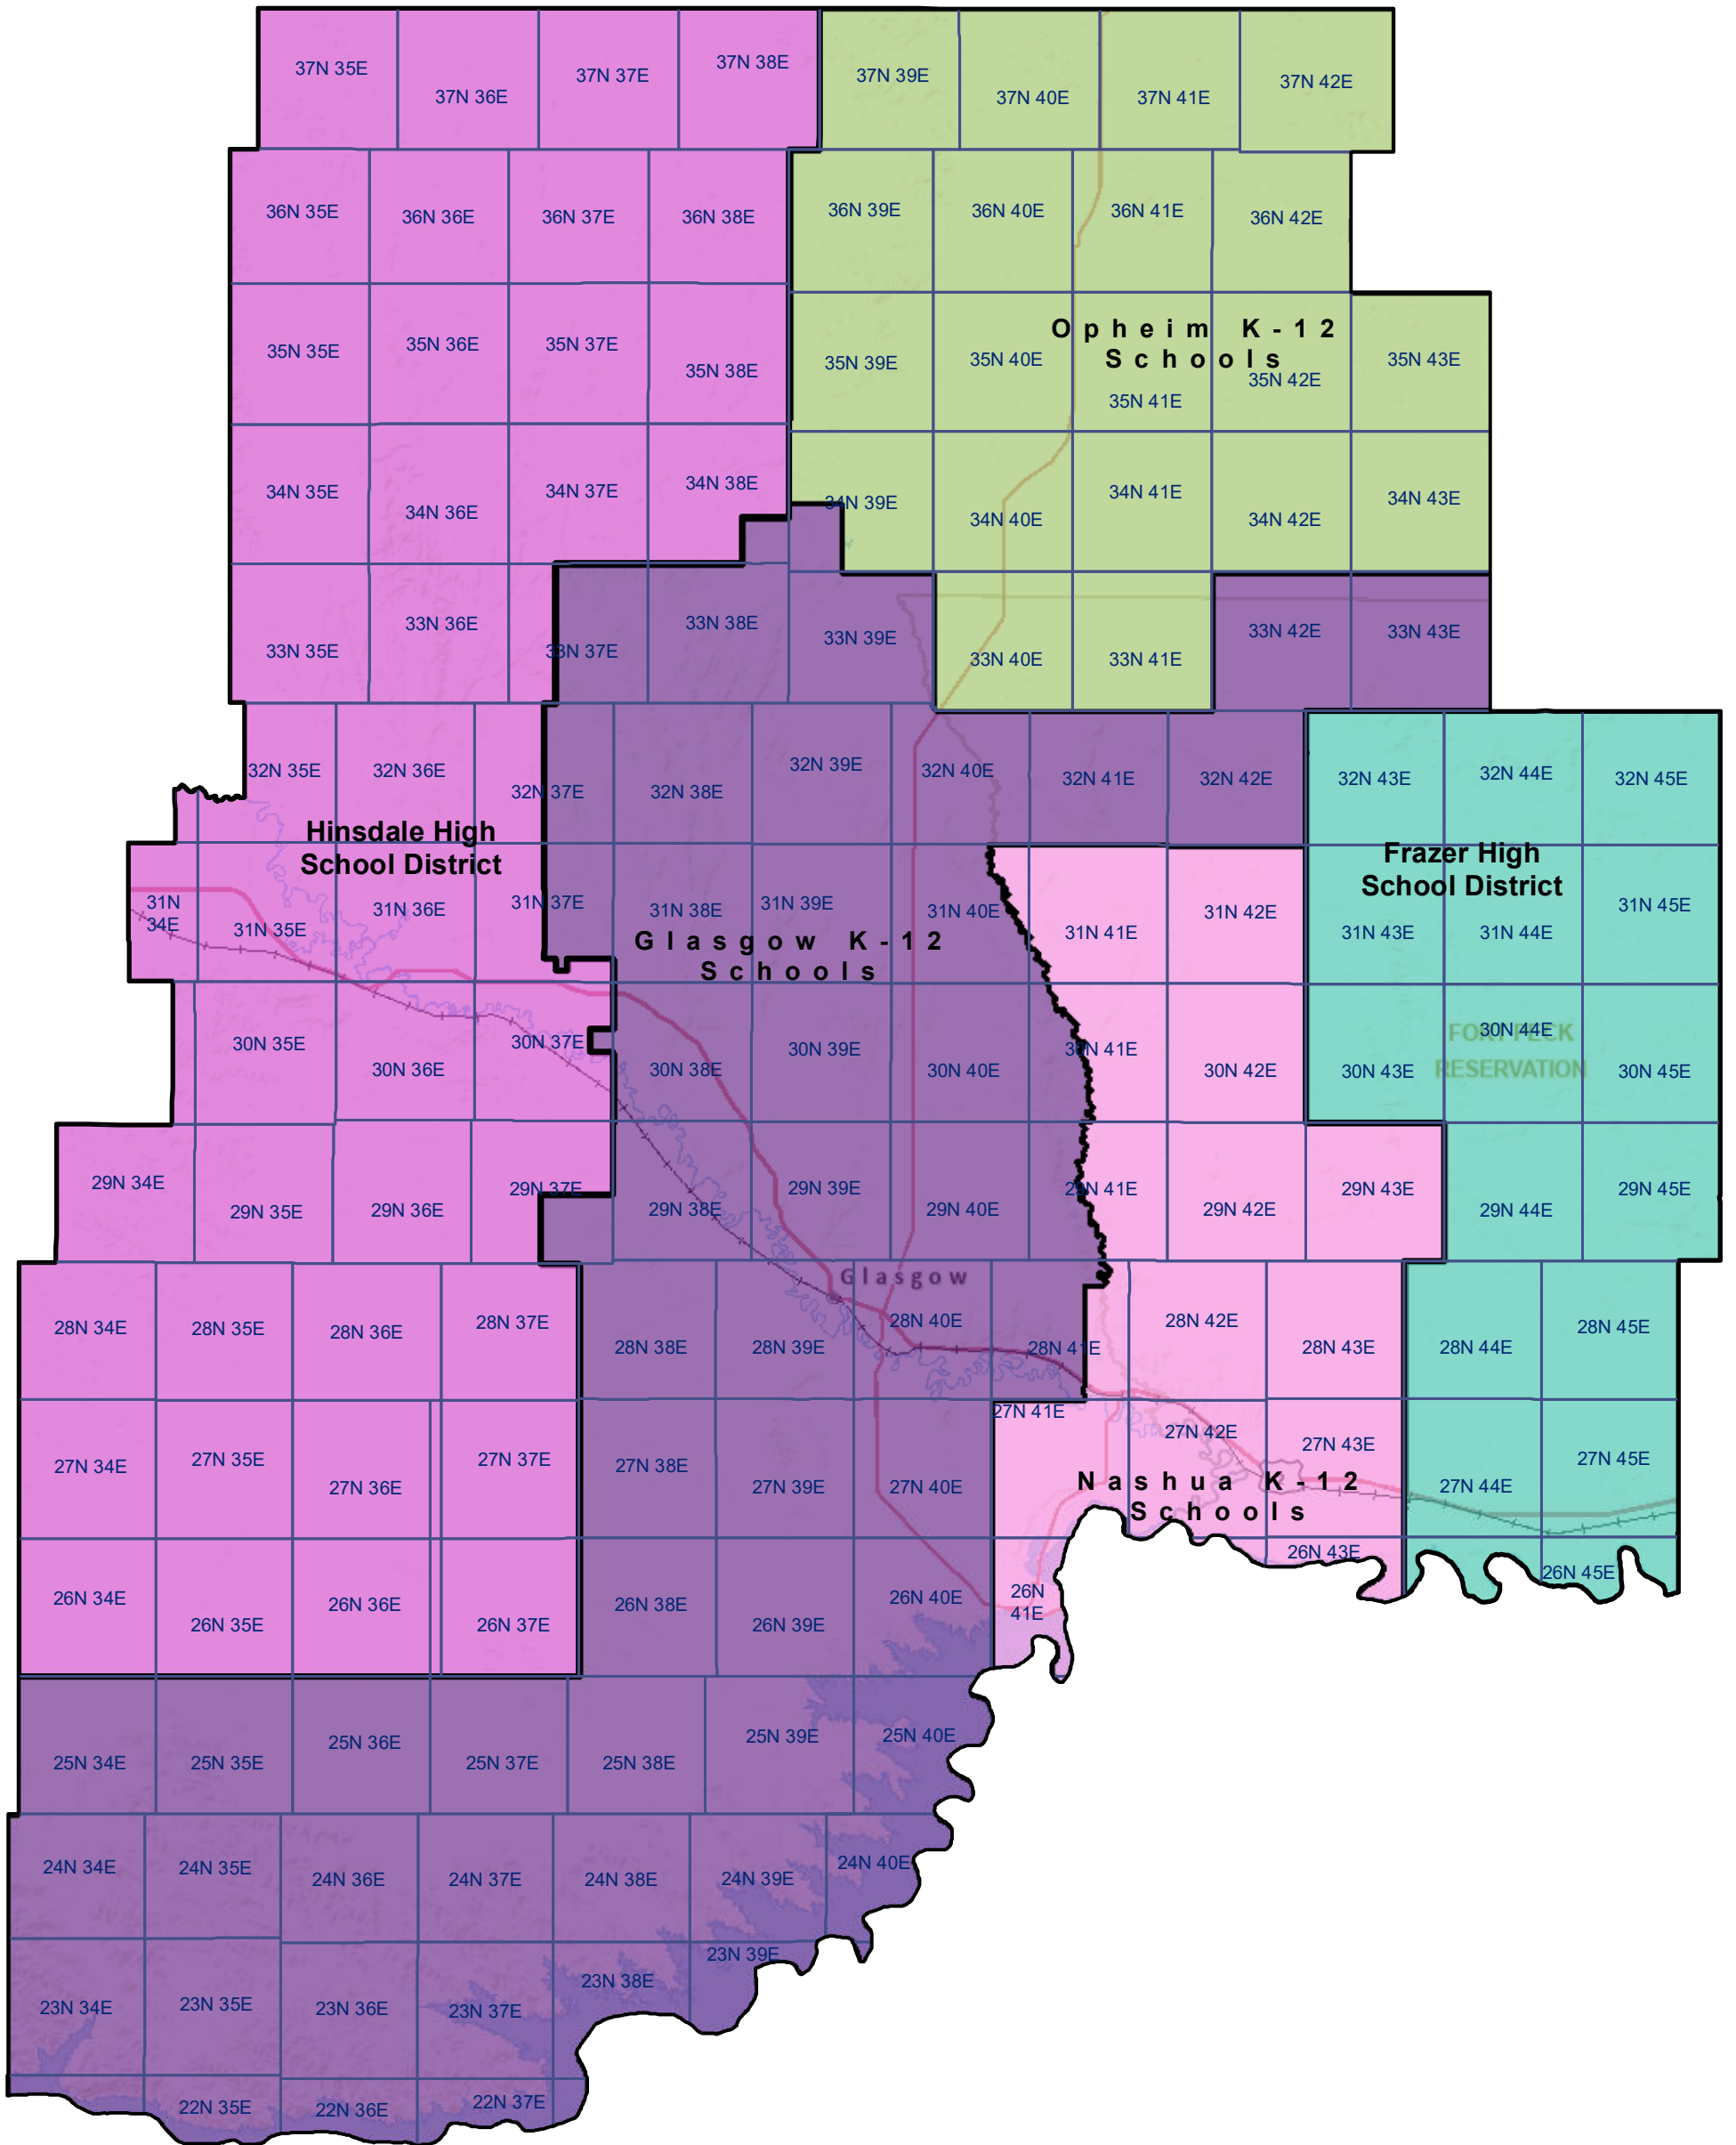 37N 35E
37N 36E
37N 37E
37N 38E
37N 39E
37N 40E
37N 41E
37N 42E
36N 35E
36N 36E
36N 37E
36N 38E
36N 39E
36N 40E
36N 41E
36N 42E
Opheim K-12
Schools
35N 35E
35N 36E
35N 37E
35N 38E
35N 39E
35N 40E
35N 41E
35N 42E
35N 43E
34N 35E
34N 36E
34N 37E
34N 38E
34N 39E
34N 40E
34N 41E
34N 42E
34N 43E
33N 35E
33N 36E
33N 37E
33N 38E
33N 39E
33N 40E
33N 41E
33N 42E
33N 43E
32N 35E
32N 36E
32N 37E
32N 38E
32N 39E
32N 40E
32N 41E
32N 42E
32N 43E
32N 44E
32N 45E
Hinsdale High
School District
Frazer High
School District
31N
34E
31N 35E
31N 36E
31N 37E
31N 38E
31N 39E
31N 40E
31N 41E
31N 42E
31N 43E
31N 44E
31N 45E
Glasgow K-12
Schools
30N 35E
30N 36E
30N 37E
30N 38E
30N 39E
30N 40E
30N 41E
30N 42E
30N 43E
30N 44E
30N 45E
FORT PECK
RESERVATION
29N 34E
29N 35E
29N 36E
29N 37E
29N 38E
29N 39E
29N 40E
29N 41E
29N 42E
29N 43E
29N 44E
29N 45E
Glasgow
28N 34E
28N 35E
28N 36E
28N 37E
28N 38E
28N 39E
28N 40E
28N 41E
28N 42E
28N 43E
28N 44E
28N 45E
27N 34E
27N 35E
27N 36E
27N 37E
27N 38E
27N 39E
27N 40E
27N 41E
27N 42E
27N 43E
27N 44E
27N 45E
Nashua K-12
Schools
2
26N 34E
26N 35E
26N 36E
26N 37E
26N 38E
26N 39E
26N 40E
26N
41E
26N 43E
26N 45E
25N 34E
25N 35E
25N 36E
25N 37E
25N 38E
25N 39E
25N 40E
24N 34E
24N 35E
24N 36E
24N 37E
24N 38E
24N 39E
24N 40E
23N 34E
23N 35E
23N 36E
23N 37E
23N 38E
23N 39E
22N 35E
22N 36E
22N 37E